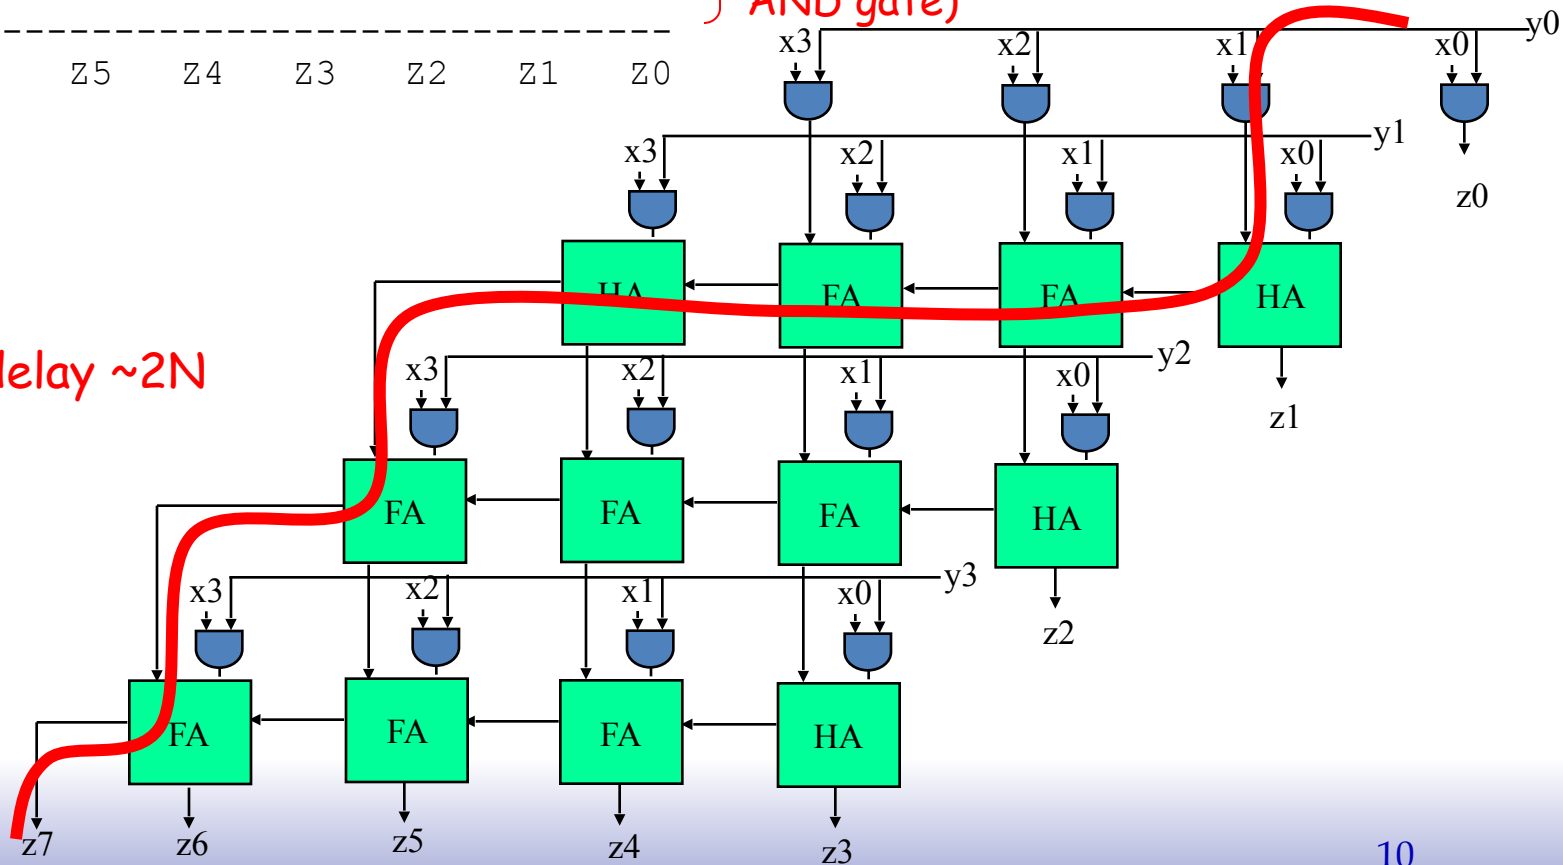 AND gate)
y0
Z5 Z4 Z3 Z2 Z1 Z0
x3 x2 x1 x0
y1
x3 x2 x1 x0
z0
HA FA FA HA
delay ~2N
y2
x3 x2 x1 x0
z1
FA FA FA HA
y3
x3 x2 x1 x0
z2
FA FA FA HA
z7 z6 z5 z4 z3
10